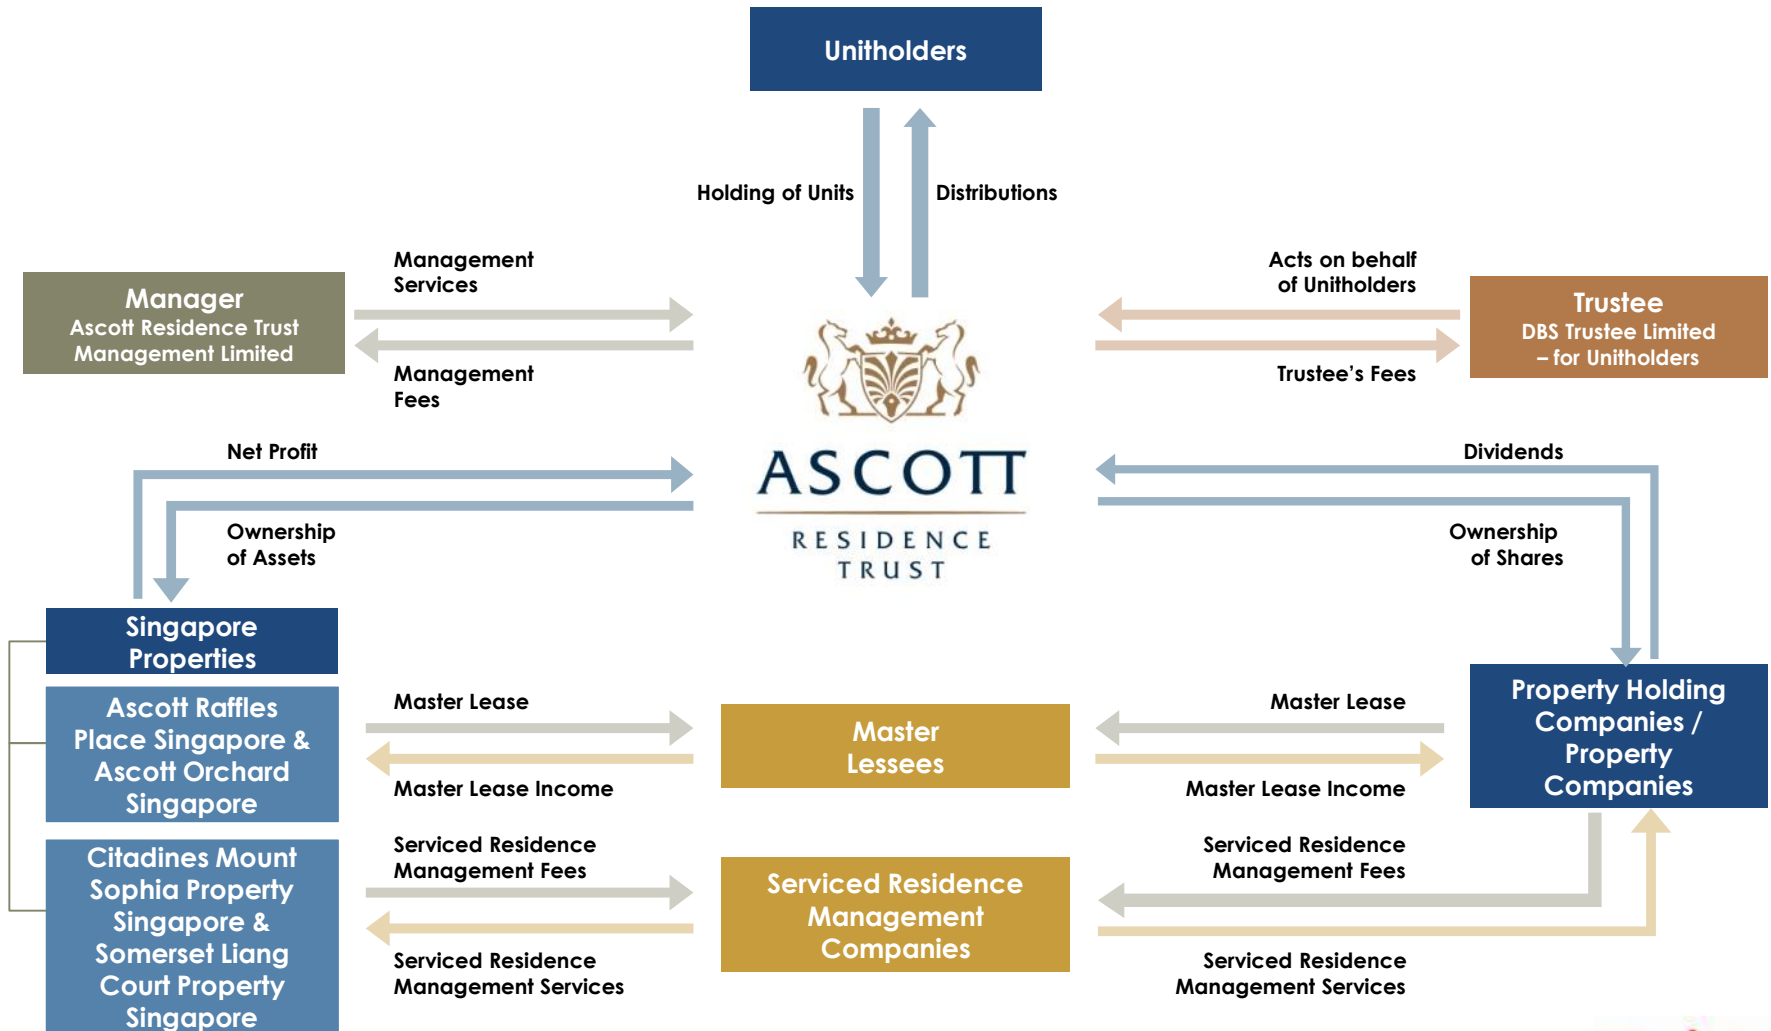 Unitholders
Holding of Units
Distributions
Management
Services
Acts on behalf
of Unitholders
Manager
Ascott Residence Trust
Management Limited
Trustee
DBS Trustee Limited
– for Unitholders
Management
Fees
Trustee's Fees
Net Profit
Dividends
ASCOTT
RESIDENCE
TRUST
Ownership
of Assets
Ownership
of Shares
Singapore
Properties
Ascott Raffles
Place Singapore &
Ascott Orchard
Singapore
Master Lease
Master Lease Income
Master
Lessees
Master Lease
Master Lease Income
Property Holding
Companies /
Property
Companies
Citadines Mount
Sophia Property
Singapore &
Somerset Liang
Court Property
Singapore
Serviced Residence
Management Fees
Serviced Residence
Management Services
Serviced Residence
Management
Companies
Serviced Residence
Management Fees
Serviced Residence
Management Services